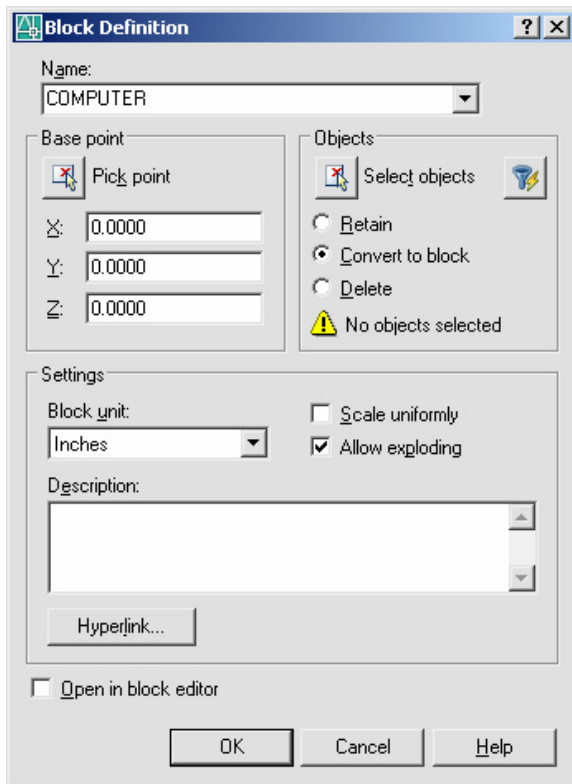 Block Definition
Name:
COMPUTER
Base point
Pick point
X: 0.0000
Y: 0.0000
Z: 0.0000
Objects
Select objects
Retain
Convert to block
Delete
No objects selected
Settings
Block unit:
Inches
Scale uniformly
Allow exploding
Description:
Hyperlink...
Open in block editor
OK Cancel Help